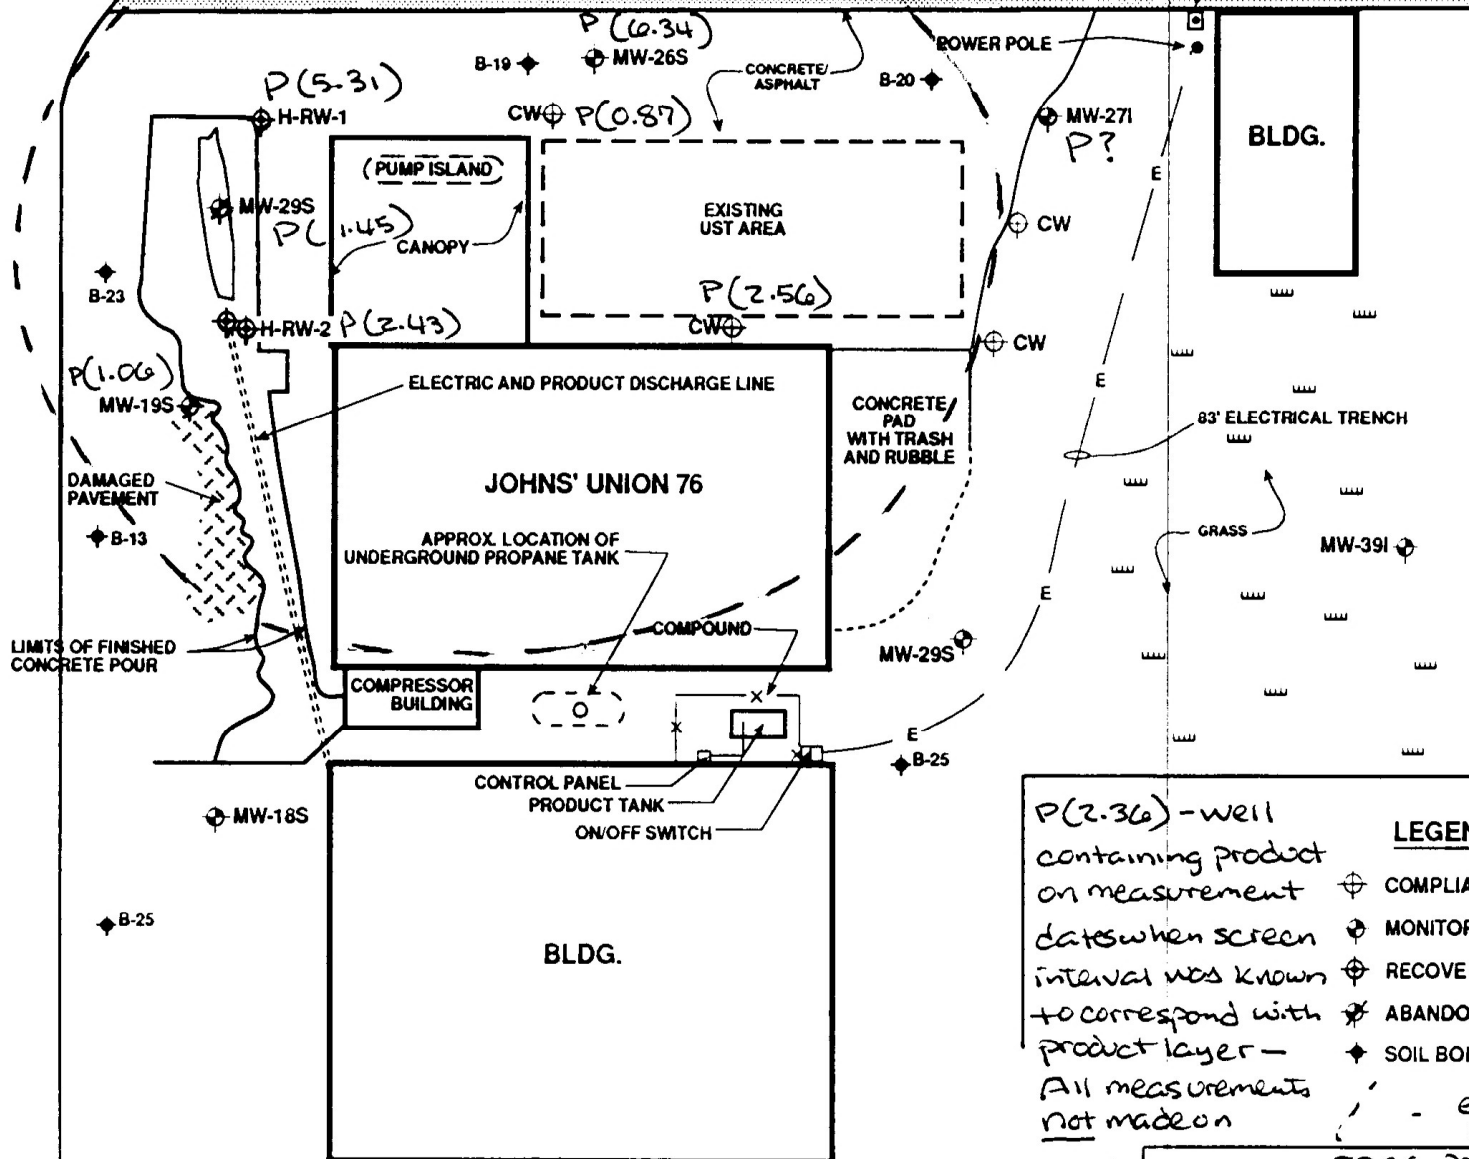 P(6.34)
B-19
MW-26S
POWER POLE
CONCRETE/
ASPHALT
B-20
P(5.31)
H-RW-1
CW
P(0.87)
MW-27I
P?
BLDG.
E
(PUMP ISLAND)
MW-29S
P(1.45)
CANOPY
EXISTING
UST AREA
CW
B-23
P(2.56)
CW
H-RW-2
P(2.43)
CW
P(1.06)
MW-19S
ELECTRIC AND PRODUCT DISCHARGE LINE
E
CONCRETE
PAD
WITH TRASH
AND RUBBLE
83' ELECTRICAL TRENCH
DAMAGED
PAVEMENT
JOHNS' UNION 76
B-13
APPROX. LOCATION OF
UNDERGROUND PROPANE TANK
GRASS
MW-39I
E
LIMITS OF FINISHED
CONCRETE POUR
COMPOUND
MW-29S
COMPRESSOR
BUILDING
E
B-25
CONTROL PANEL
PRODUCT TANK
ON/OFF SWITCH
MW-18S
B-25
BLDG.
P(2.36) - well
containing product
on measurement
dates when screen
interval was known
to correspond with
product layer -
All measurements
not made on
LEGEN
COMPLIA
MONITOR
RECOVE
ABANDO
SOIL BOR